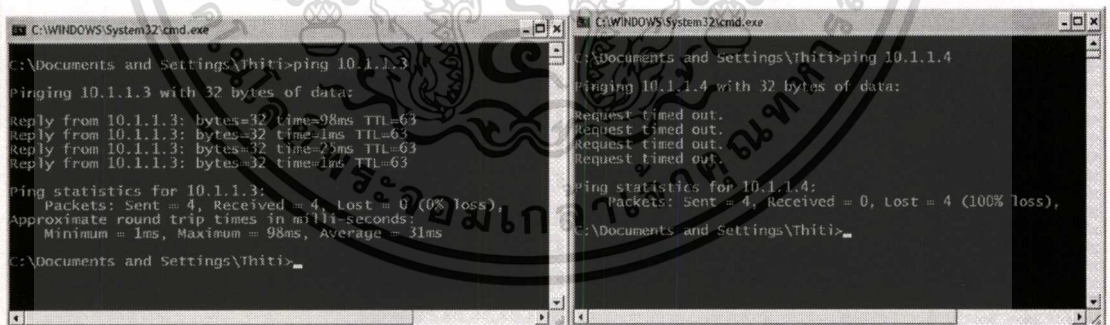 C:\WINDOWS\System32\cmd.exe
C:\Documents and Settings\Thiti>ping 10.1.1.3
Pinging 10.1.1.3 with 32 bytes of data:
Reply from 10.1.1.3: bytes=32 time=98ms TTL=63
Reply from 10.1.1.3: bytes=32 time=1ms TTL=63
Reply from 10.1.1.3: bytes=32 time=25ms TTL=63
Reply from 10.1.1.3: bytes=32 time=1ms TTL=63
Ping statistics for 10.1.1.3:
Packets: Sent = 4, Received = 4, Lost = 0 (0% loss),
Approximate round trip times in milli-seconds:
Minimum = 1ms, Maximum = 98ms, Average = 31ms
C:\Documents and Settings\Thiti>
C:\WINDOWS\System32\cmd.exe
C:\Documents and Settings\Thiti>ping 10.1.1.4
Pinging 10.1.1.4 with 32 bytes of data:
Request timed out.
Request timed out.
Request timed out.
Request timed out.
Ping statistics for 10.1.1.4:
Packets: Sent = 4, Received = 0, Lost = 4 (100% loss),
C:\Documents and Settings\Thiti>